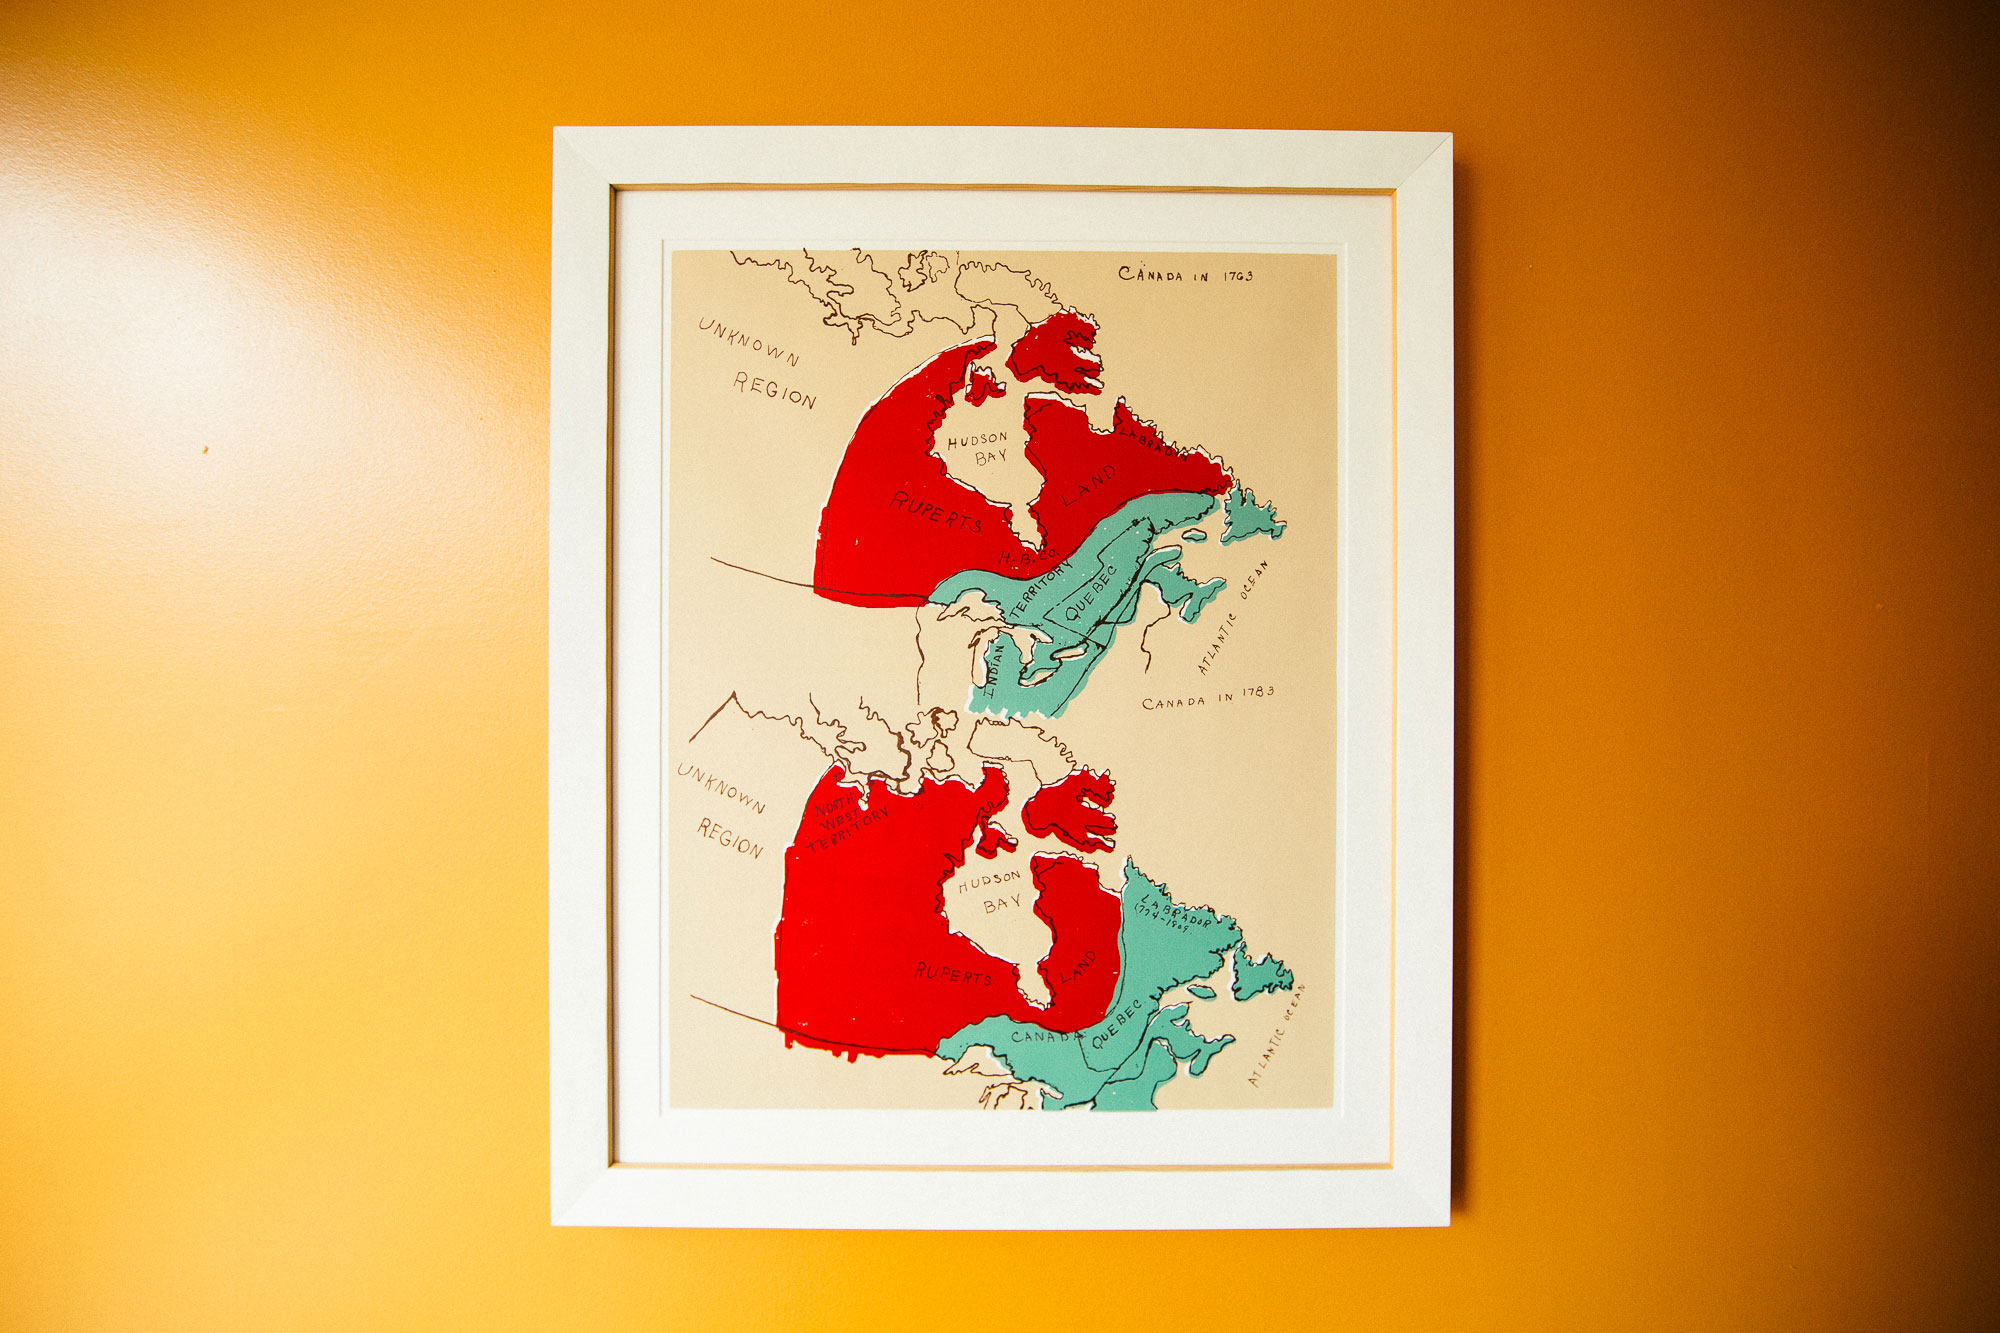 CANADA IN 1763
UNKNOWN
REGION
HUDSON
BAY
LABRADOR
RUPERTS LAND
H. B. CO.
INDIAN TERRITORY
QUEBEC
ATLANTIC OCEAN
CANADA IN 1783
UNKNOWN
REGION
NORTH
WEST
TERRITORY
HUDSON
BAY
LABRADOR
1774-1909.
RUPERTS LAND
CANADA
QUEBEC
ATLANTIC OCEAN